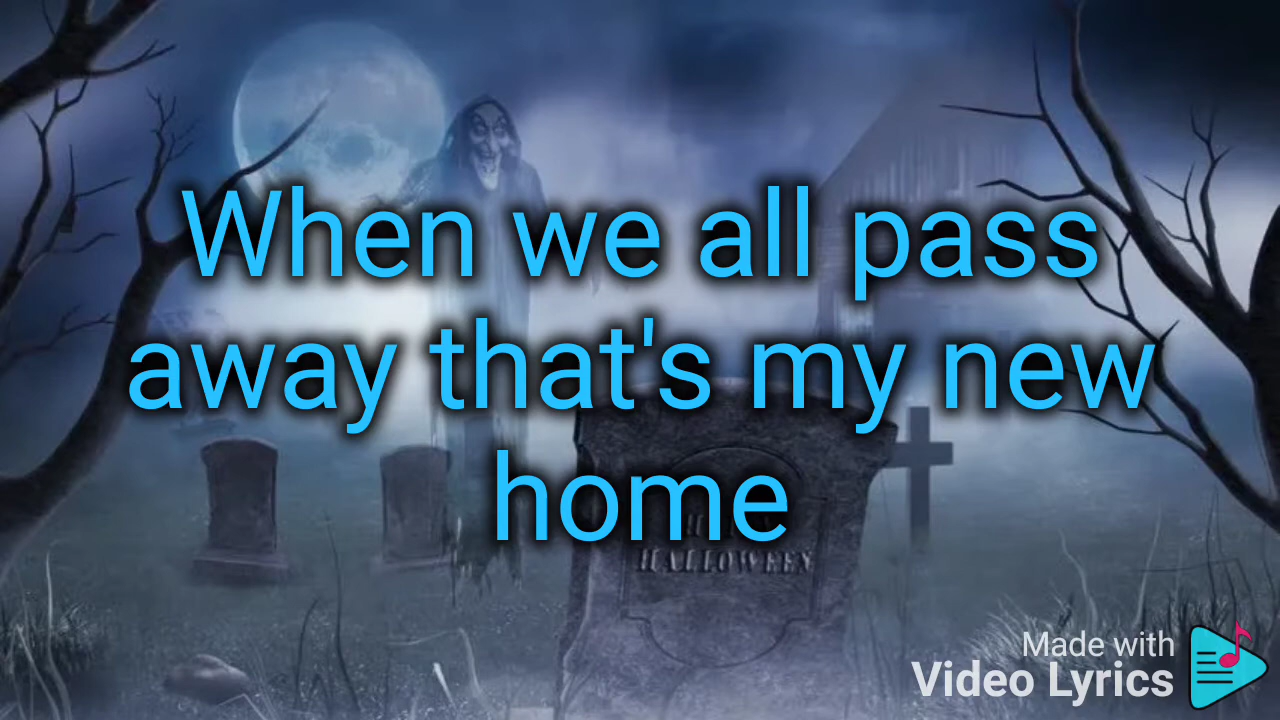 When we all pass
away that's my new
home
HALLOWEEN
Made with
Video Lyrics